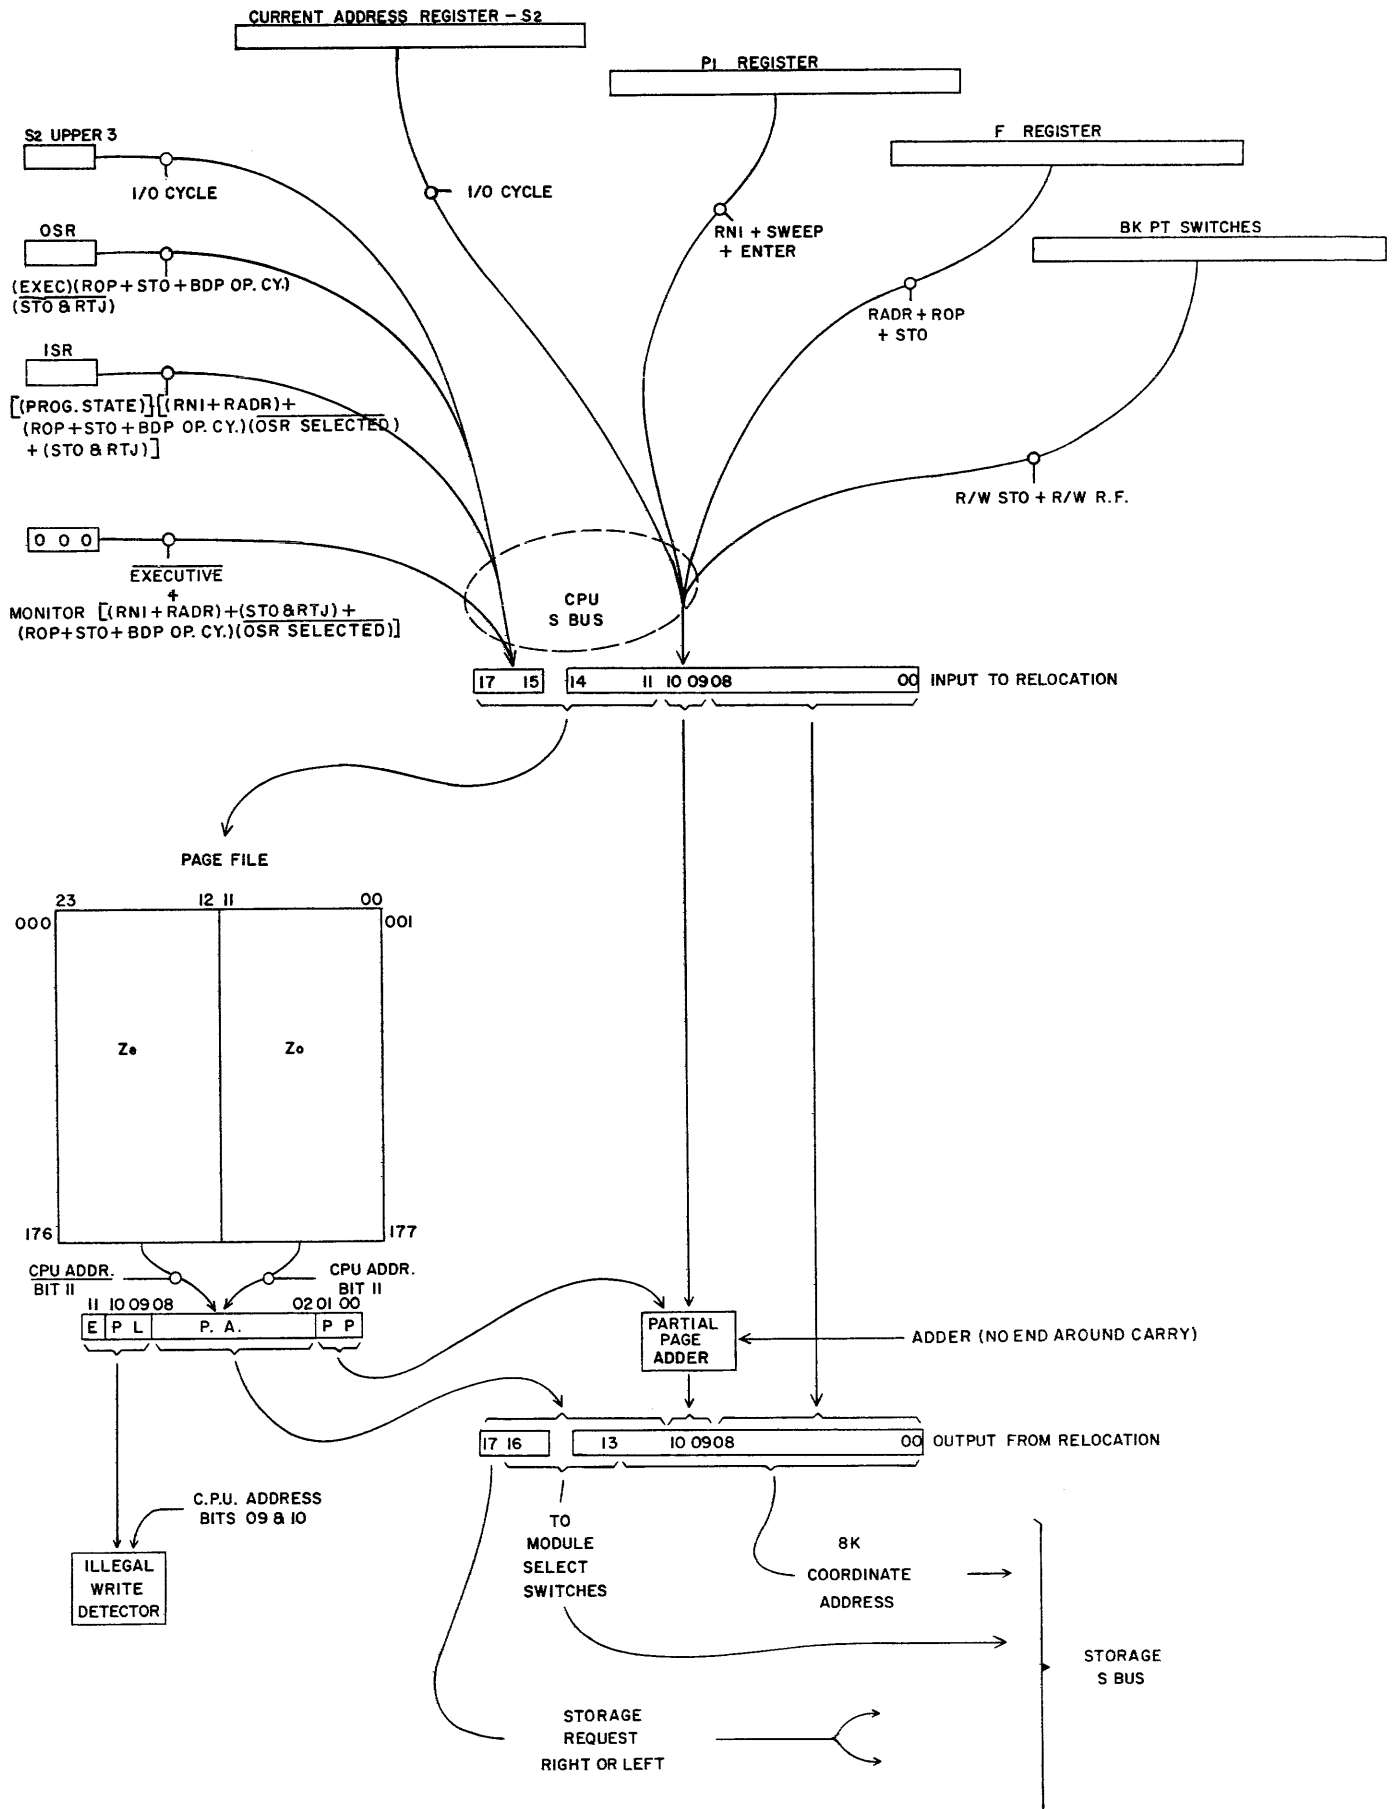 CURRENT ADDRESS REGISTER - S2
P1 REGISTER
F REGISTER
BK PT SWITCHES
S2 UPPER 3
I/O CYCLE
I/O CYCLE
OSR
RNI + SWEEP
+ ENTER
(EXEC)(ROP+STO+BDP OP. CY.)
(STO & RTJ)
RADR + ROP
+ STO
ISR
[(PROG. STATE)][(RNI+RADR)+
(ROP+STO+BDP OP. CY.)(OSR SELECTED)
+ (STO & RTJ)]
R/W STO + R/W R.F.
0 0 0
EXECUTIVE
+
MONITOR [(RNI+RADR)+(STO&RTJ)+
(ROP+STO+BDP OP. CY.)(OSR SELECTED)]
CPU
S BUS
17 15 14 11 10 09 08 00 INPUT TO RELOCATION
PAGE FILE
23 12 11 00
000 001
Ze Zo
176 177
CPU ADDR.
BIT 11
CPU ADDR.
BIT 11
11 10 09 08 02 01 00
E P L P. A. P P
PARTIAL
PAGE
ADDER
ADDER (NO END AROUND CARRY)
17 16 13 10 09 08 00 OUTPUT FROM RELOCATION
C.P.U. ADDRESS
BITS 09 & 10
ILLEGAL
WRITE
DETECTOR
TO
MODULE
SELECT
SWITCHES
8K
COORDINATE
ADDRESS
STORAGE
S BUS
STORAGE
REQUEST
RIGHT OR LEFT